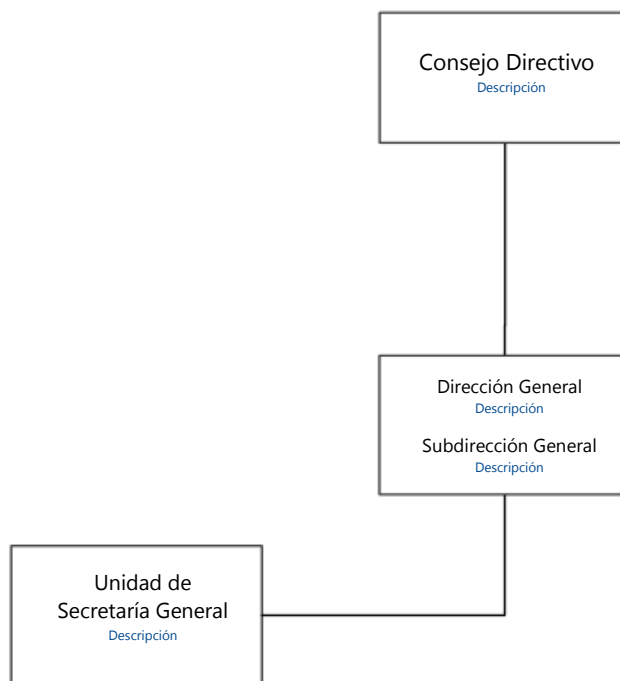 Consejo Directivo
Descripción
Dirección General
Descripción
Subdirección General
Descripción
Unidad de
Secretaría General
Descripción